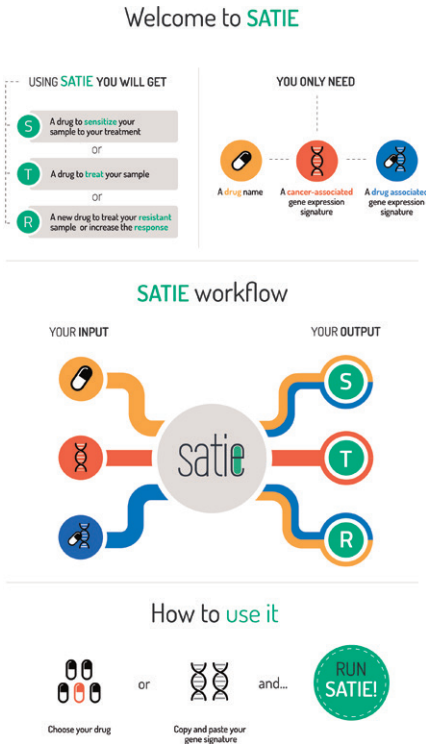 Welcome to SATIE
USING SATIE YOU WILL GET
S
A drug to sensitize your
sample to your treatment
or
T
A drug to treat your sample
or
R
A new drug to treat your resistant
sample or increase the response
YOU ONLY NEED
A drug name
A cancer-associated
gene expression
signature
A drug associated
gene expression
signature
SATIE workflow
YOUR INPUT
YOUR OUTPUT
S
satie
T
R
How to use it
or
and...
RUN
SATIE!
Choose your drug
Copy and paste your
gene signature